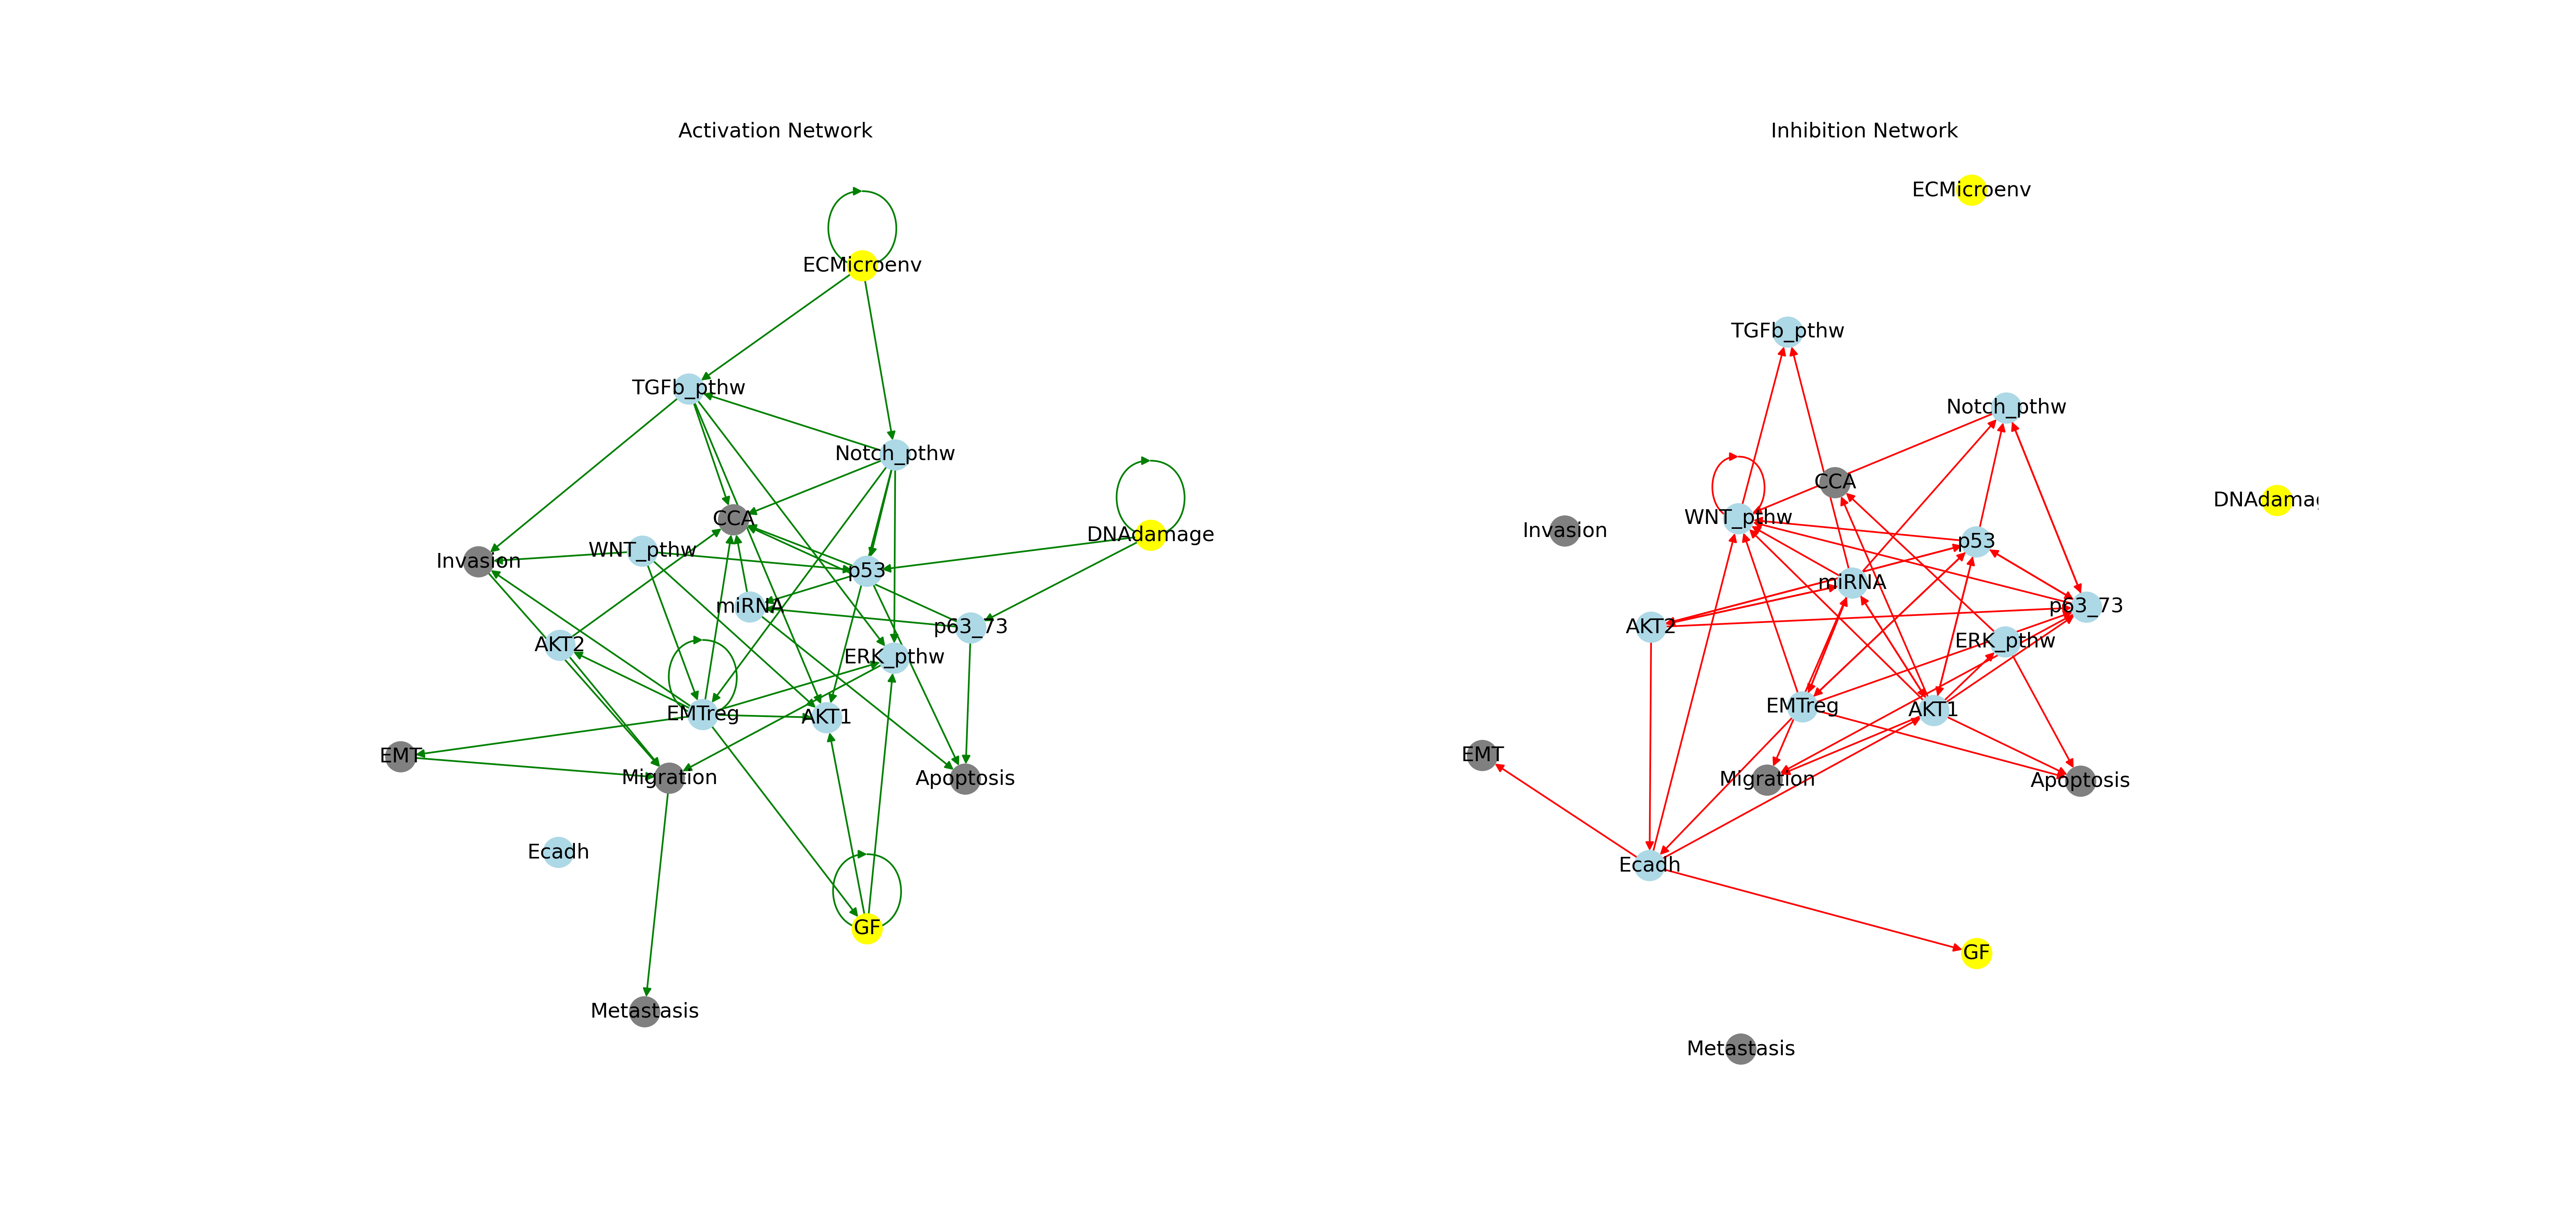 Activation Network
ECMicroenv
TGFb_pthw
Notch_pthw
CCA
DNAdamage
WNT_pthw
Invasion
p53
miRNA
p63_73
AKT2
ERK_pthw
EMTreg
AKT1
EMT
Migration
Apoptosis
Ecadh
GF
Metastasis
Inhibition Network
ECMicroenv
TGFb_pthw
Notch_pthw
CCA
DNAdamag
WNT_pthw
Invasion
p53
miRNA
p63_73
AKT2
ERK_pthw
EMTreg
AKT1
EMT
Migration
Apoptosis
Ecadh
GF
Metastasis